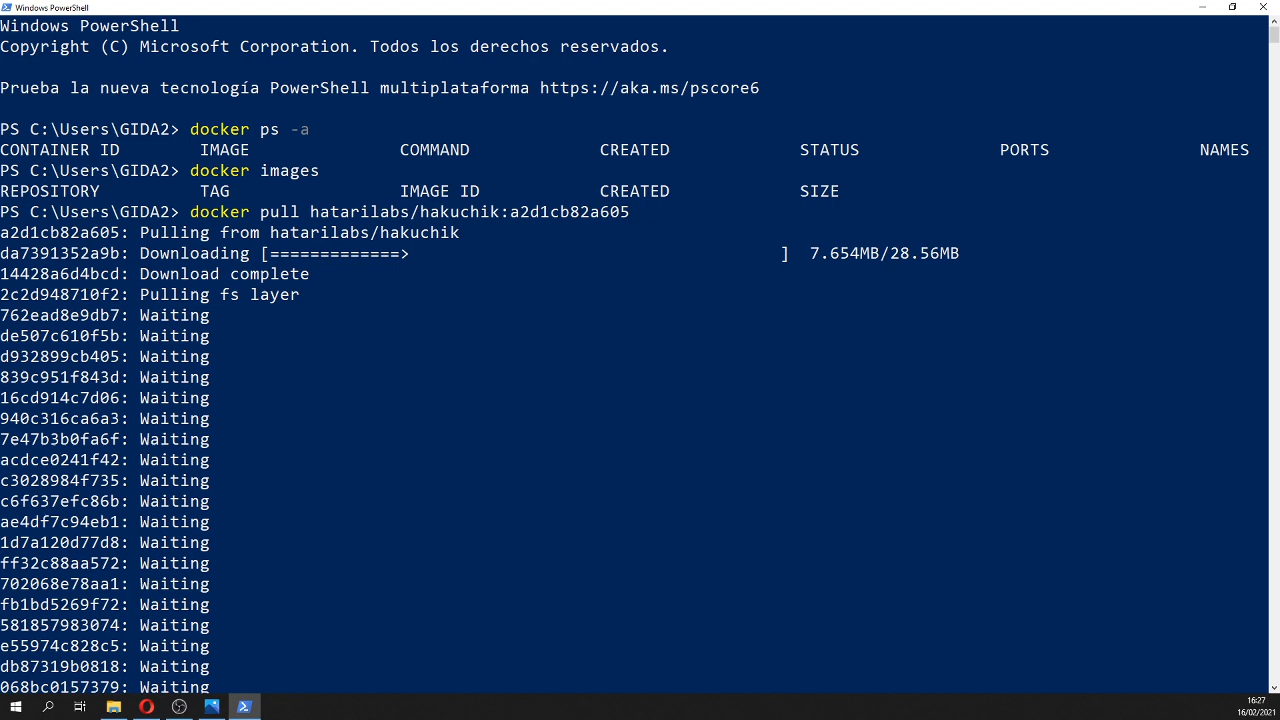 Windows PowerShell
Windows PowerShell
Copyright (C) Microsoft Corporation. Todos los derechos reservados.
Prueba la nueva tecnología PowerShell multiplataforma https://aka.ms/pscore6
PS C:\Users\GIDA2> docker ps -a
CONTAINER ID IMAGE COMMAND CREATED STATUS PORTS NAMES
PS C:\Users\GIDA2> docker images
REPOSITORY TAG IMAGE ID CREATED SIZE
PS C:\Users\GIDA2> docker pull hatarilabs/hakuchik:a2d1cb82a605
a2d1cb82a605: Pulling from hatarilabs/hakuchik
da7391352a9b: Downloading [=============> ] 7.654MB/28.56MB
14428a6d4bcd: Download complete
2c2d948710f2: Pulling fs layer
762ead8e9db7: Waiting
de507c610f5b: Waiting
d932899cb405: Waiting
839c951f843d: Waiting
16cd914c7d06: Waiting
940c316ca6a3: Waiting
7e47b3b0fa6f: Waiting
acdce0241f42: Waiting
c3028984f735: Waiting
c6f637efc86b: Waiting
ae4df7c94eb1: Waiting
1d7a120d77d8: Waiting
ff32c88aa572: Waiting
702068e78aa1: Waiting
fb1bd5269f72: Waiting
581857983074: Waiting
e55974c828c5: Waiting
db87319b0818: Waiting
068bc0157379: Waiting
16:27
16/02/2021